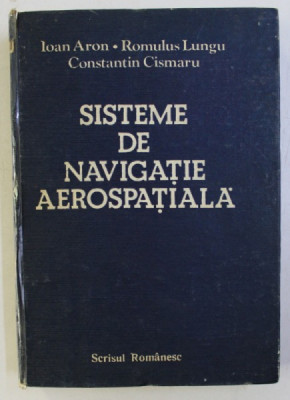 Ioan Aron • Romulus Lungu
Constantin Cismaru
SISTEME
DE
NAVIGAȚIE
AEROSPAȚIALĂ
Scrisul Românesc